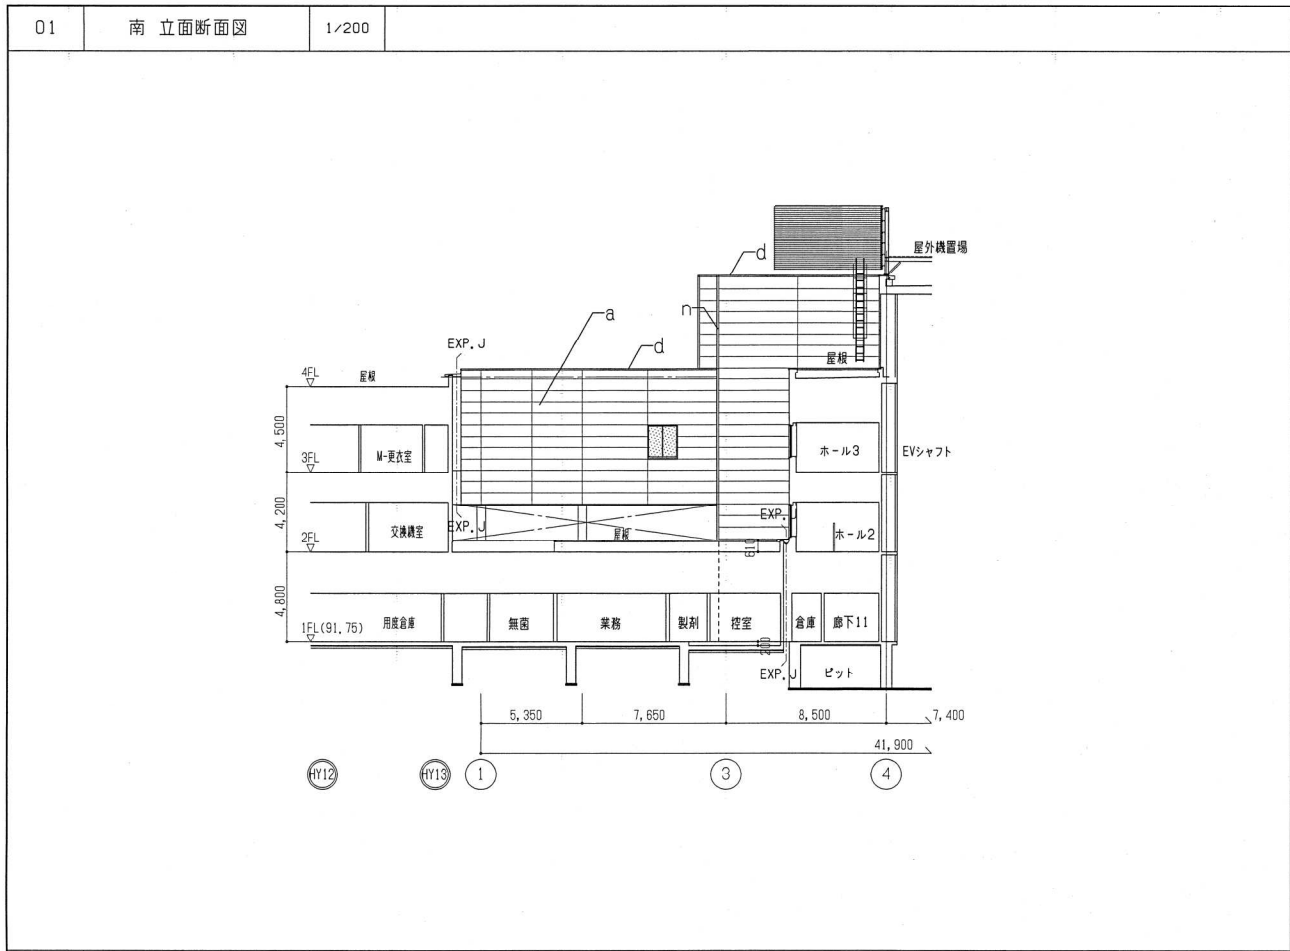 01 南 立面断面図 1/200
屋外機置場
d
n
a
EXP.J
d
屋根
4FL 屋根
4,500
3FL M-更衣室 ホール3 EVシャフト
4,200
EXP.J EXP.J
交換機室 屋根 ホール2
2FL 610
4,800
1FL(91.75) 用度倉庫 無菌 業務 製剤 控室 倉庫 廊下11
200
EXP.J ピット
5,350 7,650 8,500 7,400
41,900
HY12 HY13 1 3 4